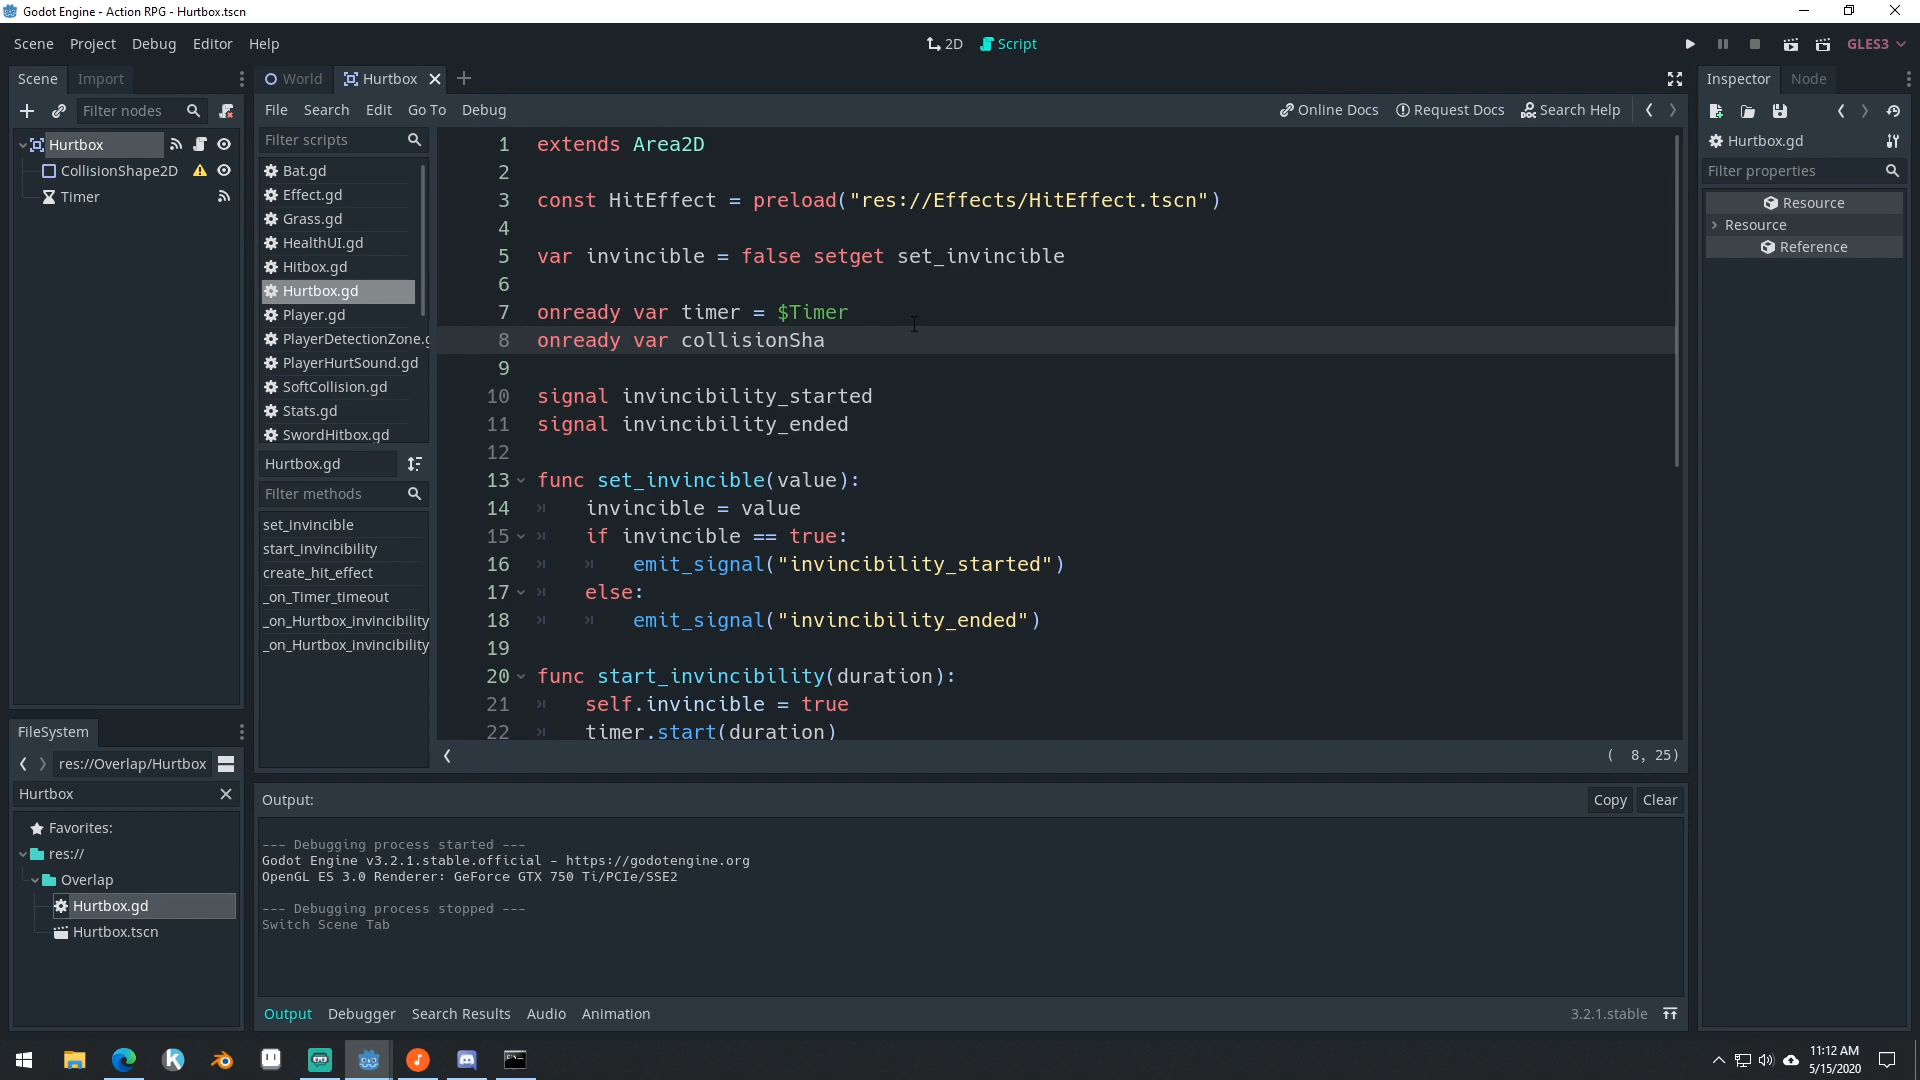 Godot Engine - Action RPG - Hurtbox.tscn
Scene Project Debug Editor Help
2D Script
GLES3
Scene Import
World Hurtbox
Inspector Node
Filter nodes
File Search Edit Go To Debug
Online Docs Request Docs Search Help
Hurtbox
CollisionShape2D
Timer
Filter scripts
Bat.gd
Effect.gd
Grass.gd
HealthUI.gd
Hitbox.gd
Hurtbox.gd
Player.gd
PlayerDetectionZone.g
PlayerHurtSound.gd
SoftCollision.gd
Stats.gd
SwordHitbox.gd
Hurtbox.gd
Filter methods
set_invincible
start_invincibility
create_hit_effect
_on_Timer_timeout
_on_Hurtbox_invincibility
_on_Hurtbox_invincibility
1 extends Area2D
2
3 const HitEffect = preload("res://Effects/HitEffect.tscn")
4
5 var invincible = false setget set_invincible
6
7 onready var timer = $Timer
8 onready var collisionSha
9
10 signal invincibility_started
11 signal invincibility_ended
12
13 func set_invincible(value):
14 invincible = value
15 if invincible == true:
16 emit_signal("invincibility_started")
17 else:
18 emit_signal("invincibility_ended")
19
20 func start_invincibility(duration):
21 self.invincible = true
22 timer.start(duration)
( 8, 25)
Hurtbox.gd
Filter properties
Resource
Resource
Reference
FileSystem
res://Overlap/Hurtbox
Hurtbox
Favorites:
res://
Overlap
Hurtbox.gd
Hurtbox.tscn
Output:
Copy Clear
--- Debugging process started ---
Godot Engine v3.2.1.stable.official - https://godotengine.org
OpenGL ES 3.0 Renderer: GeForce GTX 750 Ti/PCIe/SSE2
--- Debugging process stopped ---
Switch Scene Tab
Output Debugger Search Results Audio Animation
3.2.1.stable
11:12 AM
5/15/2020